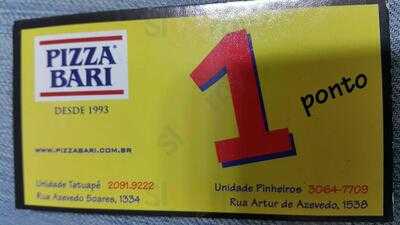 PIZZA®
BARI
DESDE 1993
1 ponto
WWW.PIZZABARI.COM.BR
Unidade Tatuapé 2091.9222
Rua Azevedo Soares, 1334
Unidade Pinheiros 3064-7709
Rua Artur de Azevedo, 1538